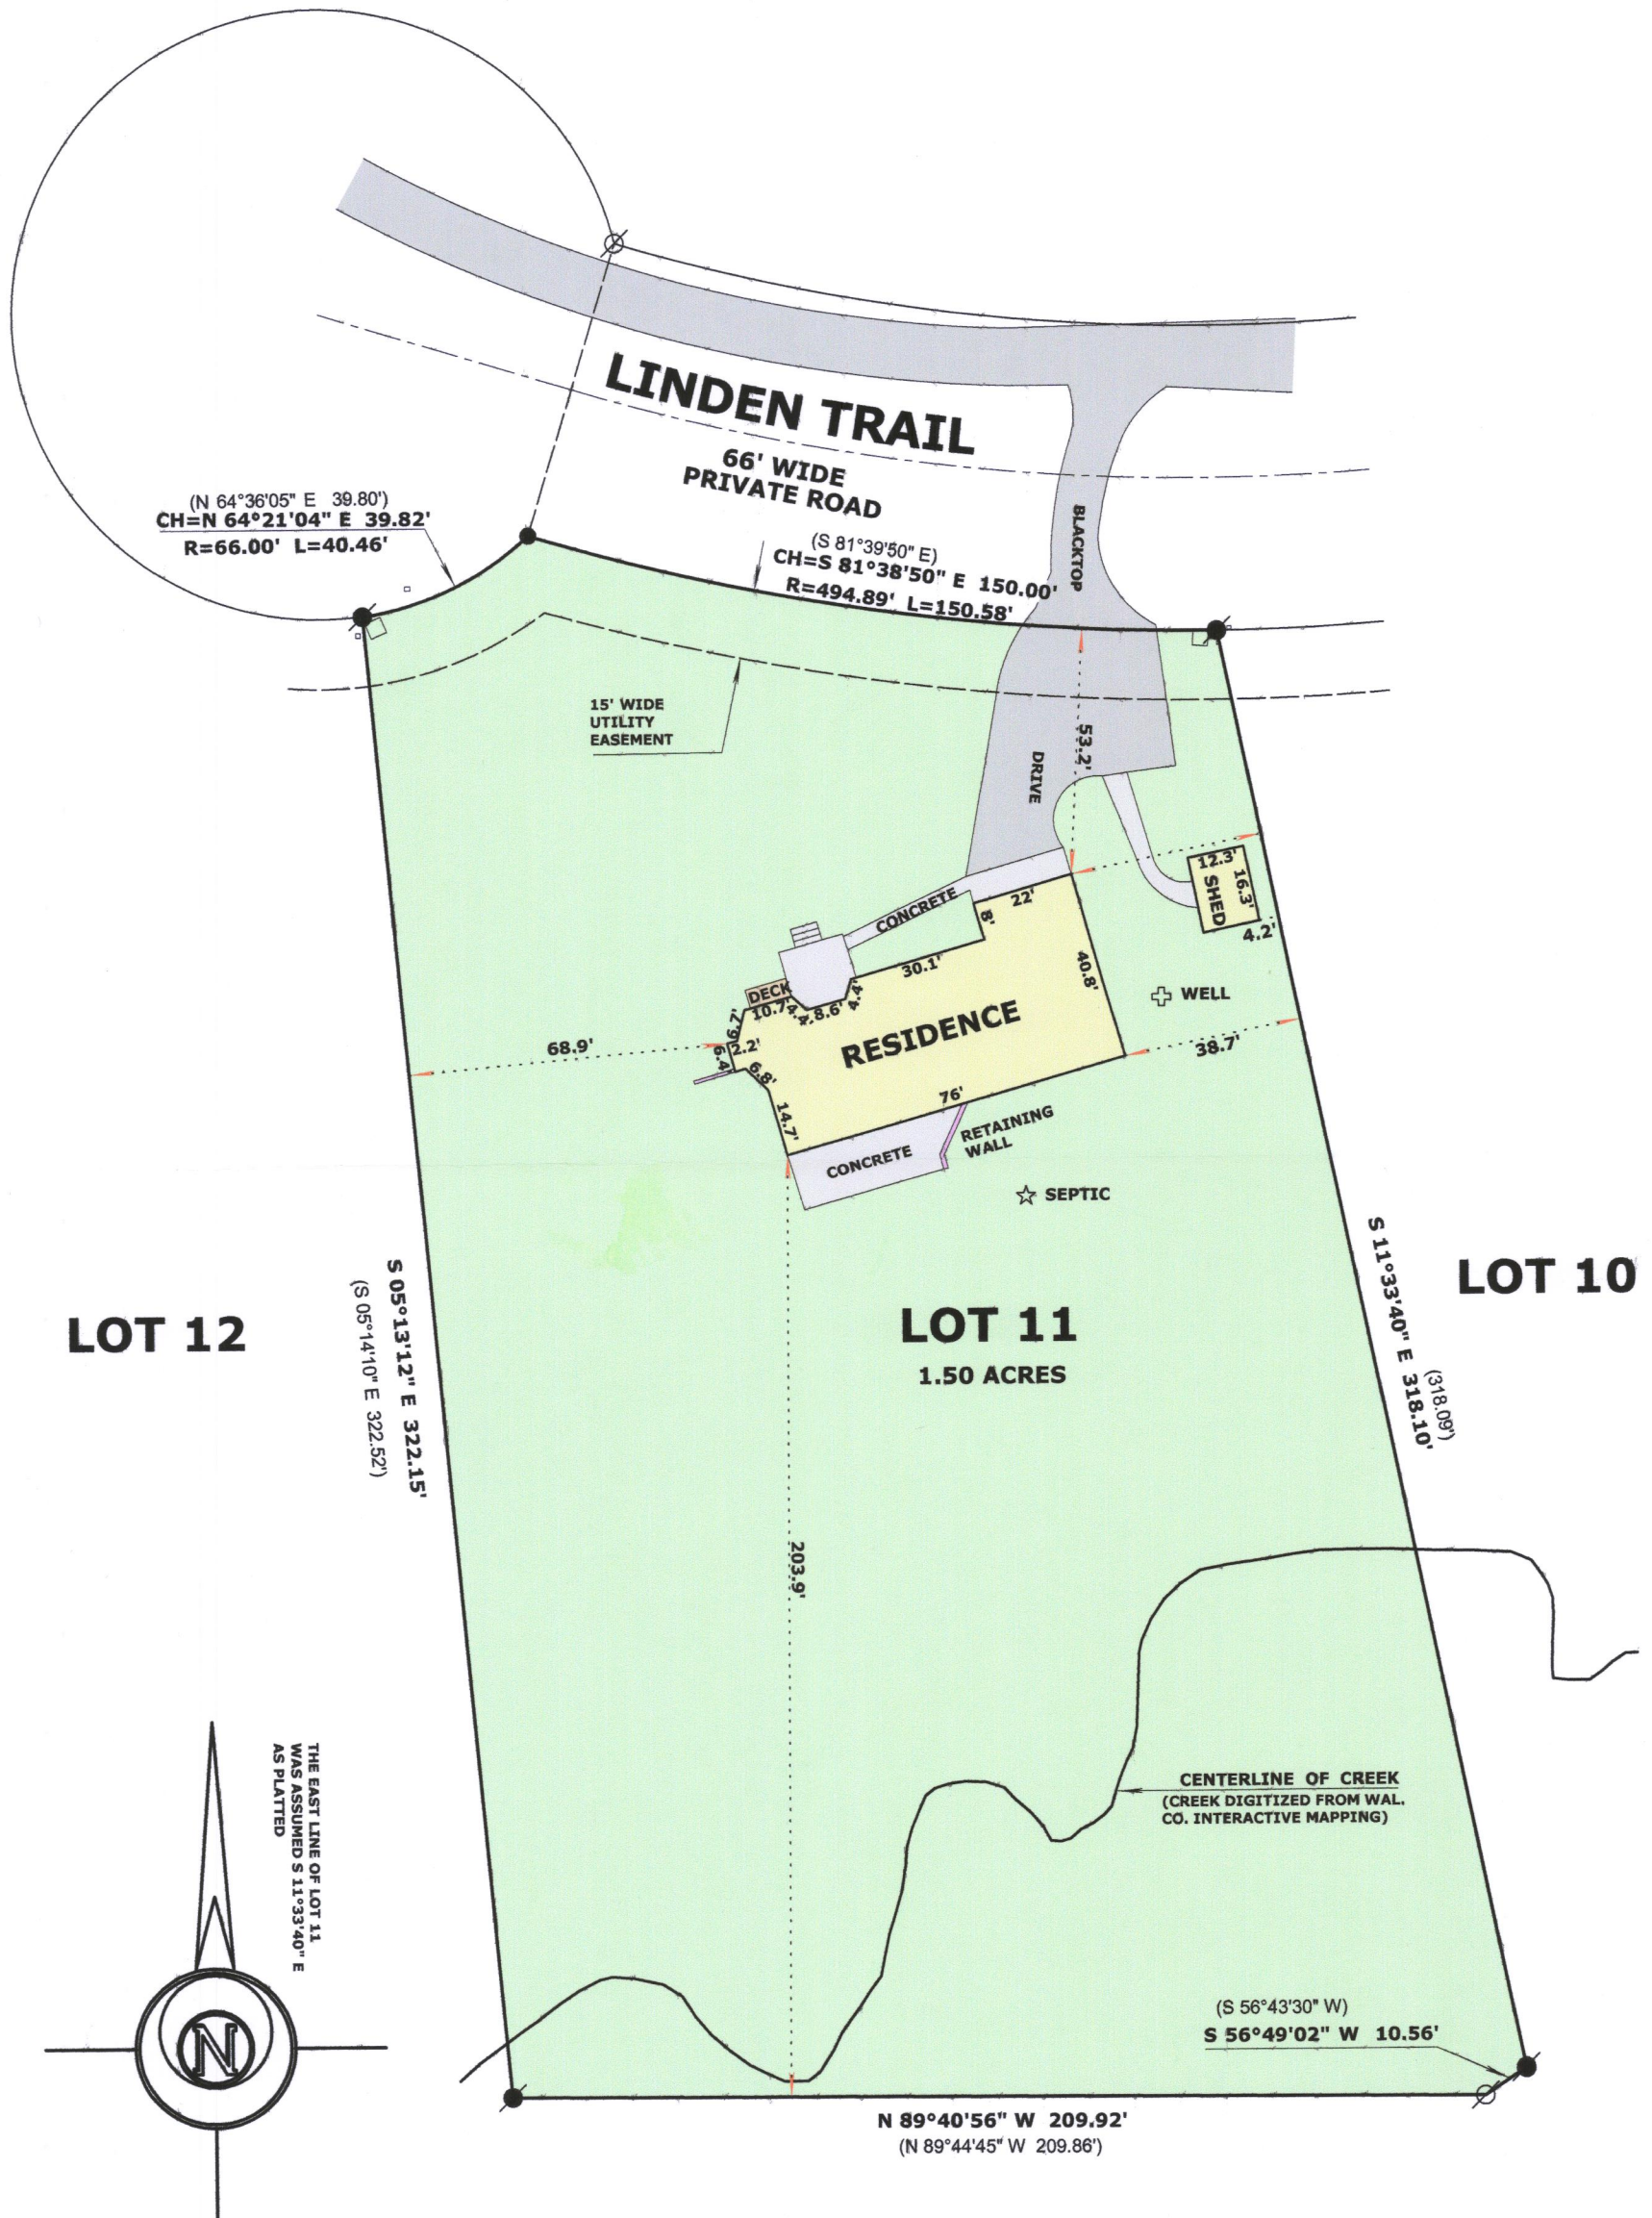 LINDEN TRAIL
66' WIDE
PRIVATE ROAD
(N 64°36'05" E 39.80')
CH=N 64°21'04" E 39.82'
R=66.00' L=40.46'
(S 81°39'50" E)
CH=S 81°38'50" E 150.00'
R=494.89' L=150.58'
BLACKTOP
15' WIDE
UTILITY
EASEMENT
53.2'
DRIVE
12.3'
16.3'
SHED
4.2'
CONCRETE
22'
8'
30.1'
40.8'
DECK
10.7'
4.4'
8.6'
4.4'
WELL
6.7'
2.2'
6.4'
6.8'
68.9'
RESIDENCE
38.7'
14.7'
76'
CONCRETE
RETAINING
WALL
SEPTIC
S 05°13'12" E 322.15'
(S 05°14'10" E 322.52')
S 11°33'40" E 318.10'
(318.09')
LOT 10
LOT 12
LOT 11
1.50 ACRES
203.9'
CENTERLINE OF CREEK
(CREEK DIGITIZED FROM WAL.
CO. INTERACTIVE MAPPING)
THE EAST LINE OF LOT 11
WAS ASSUMED S 11°33'40" E
AS PLATTED
N
(S 56°43'30" W)
S 56°49'02" W 10.56'
N 89°40'56" W 209.92'
(N 89°44'45" W 209.86')